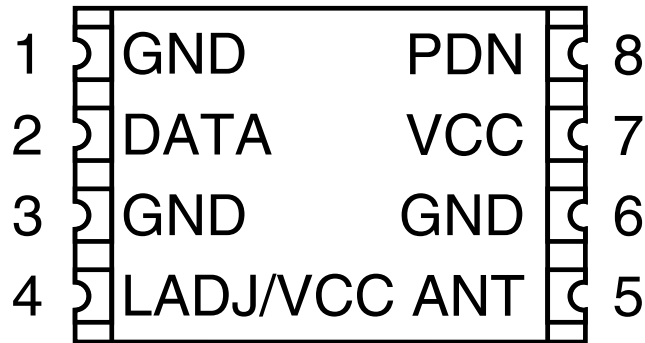 1 GND PDN 8
2 DATA VCC 7
3 GND GND 6
4 LADJ/VCC ANT 5